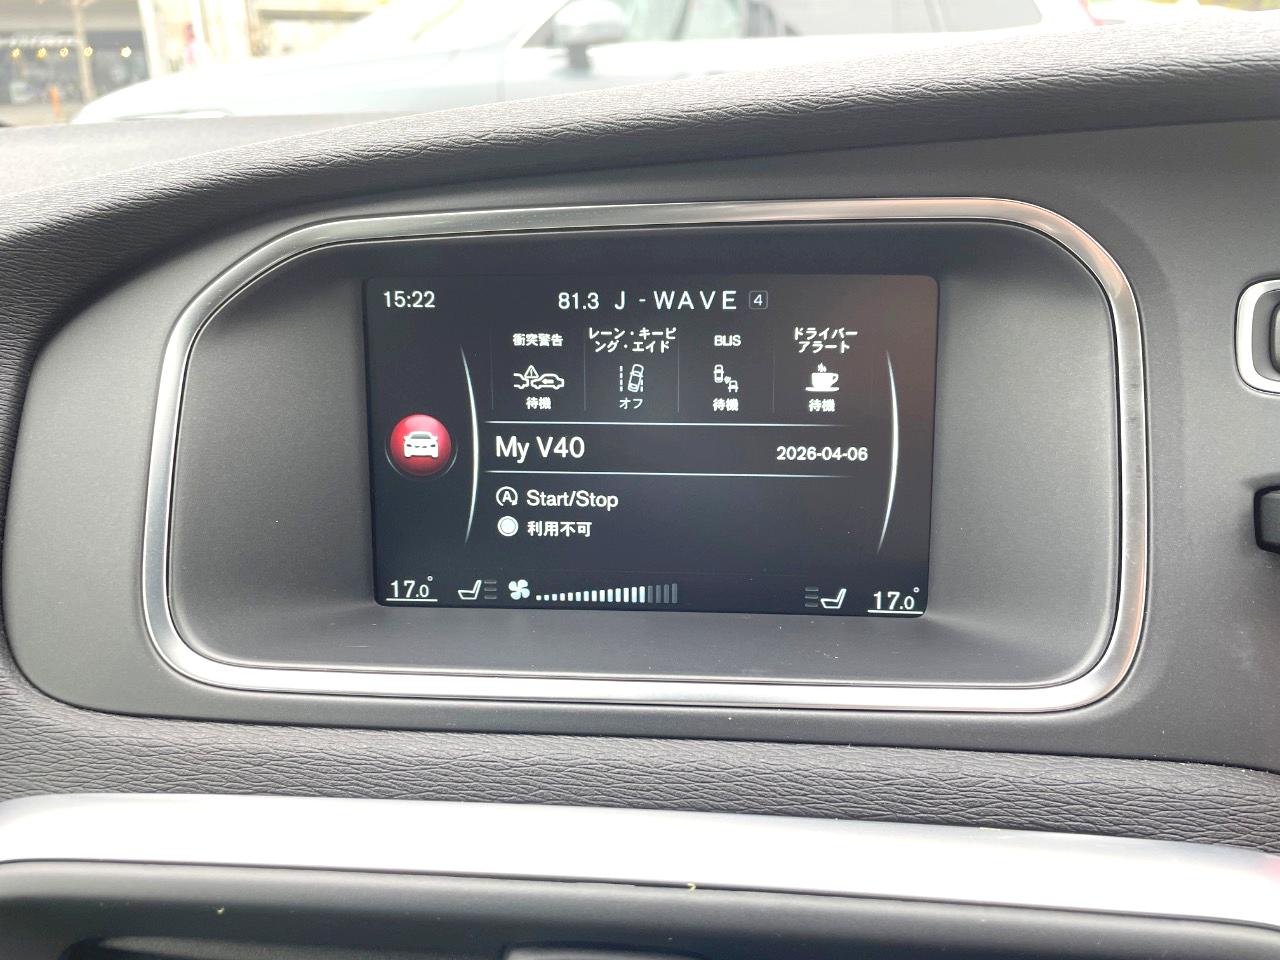 15:22
81.3 J-WAVE 4
衝突警告
レーン・キーピ
ング・エイド
BLIS
ドライバー
アラート
待機
オフ
待機
待機
My V40
2026-04-06
A Start/Stop
利用不可
17.0°
17.0°